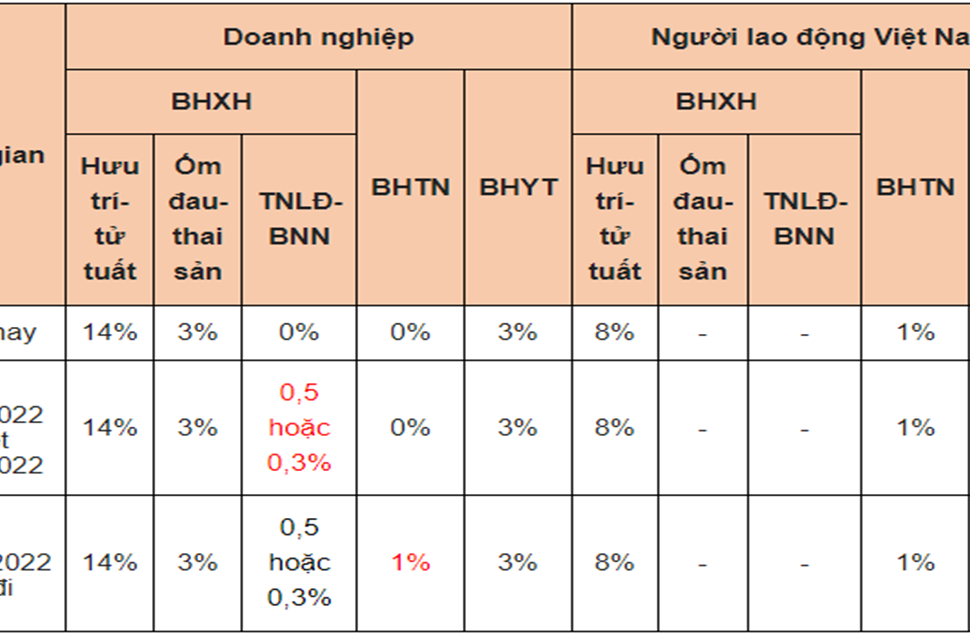 Doanh nghiệp
Người lao động Việt Na
gian
BHXH
BHTN
BHYT
BHXH
BHTN
Hưu
trí-
tử
tuất
Ốm
đau-
thai
sản
TNLĐ-
BNN
Hưu
trí-
tử
tuất
Ốm
đau-
thai
sản
TNLĐ-
BNN
nay 14% 3% 0% 0% 3% 8% - - 1%
022
t
022
14% 3%
0,5
hoặc
0,3%
0% 3% 8% - - 1%
2022
đi
14% 3%
0,5
hoặc
0,3%
1% 3% 8% - - 1%